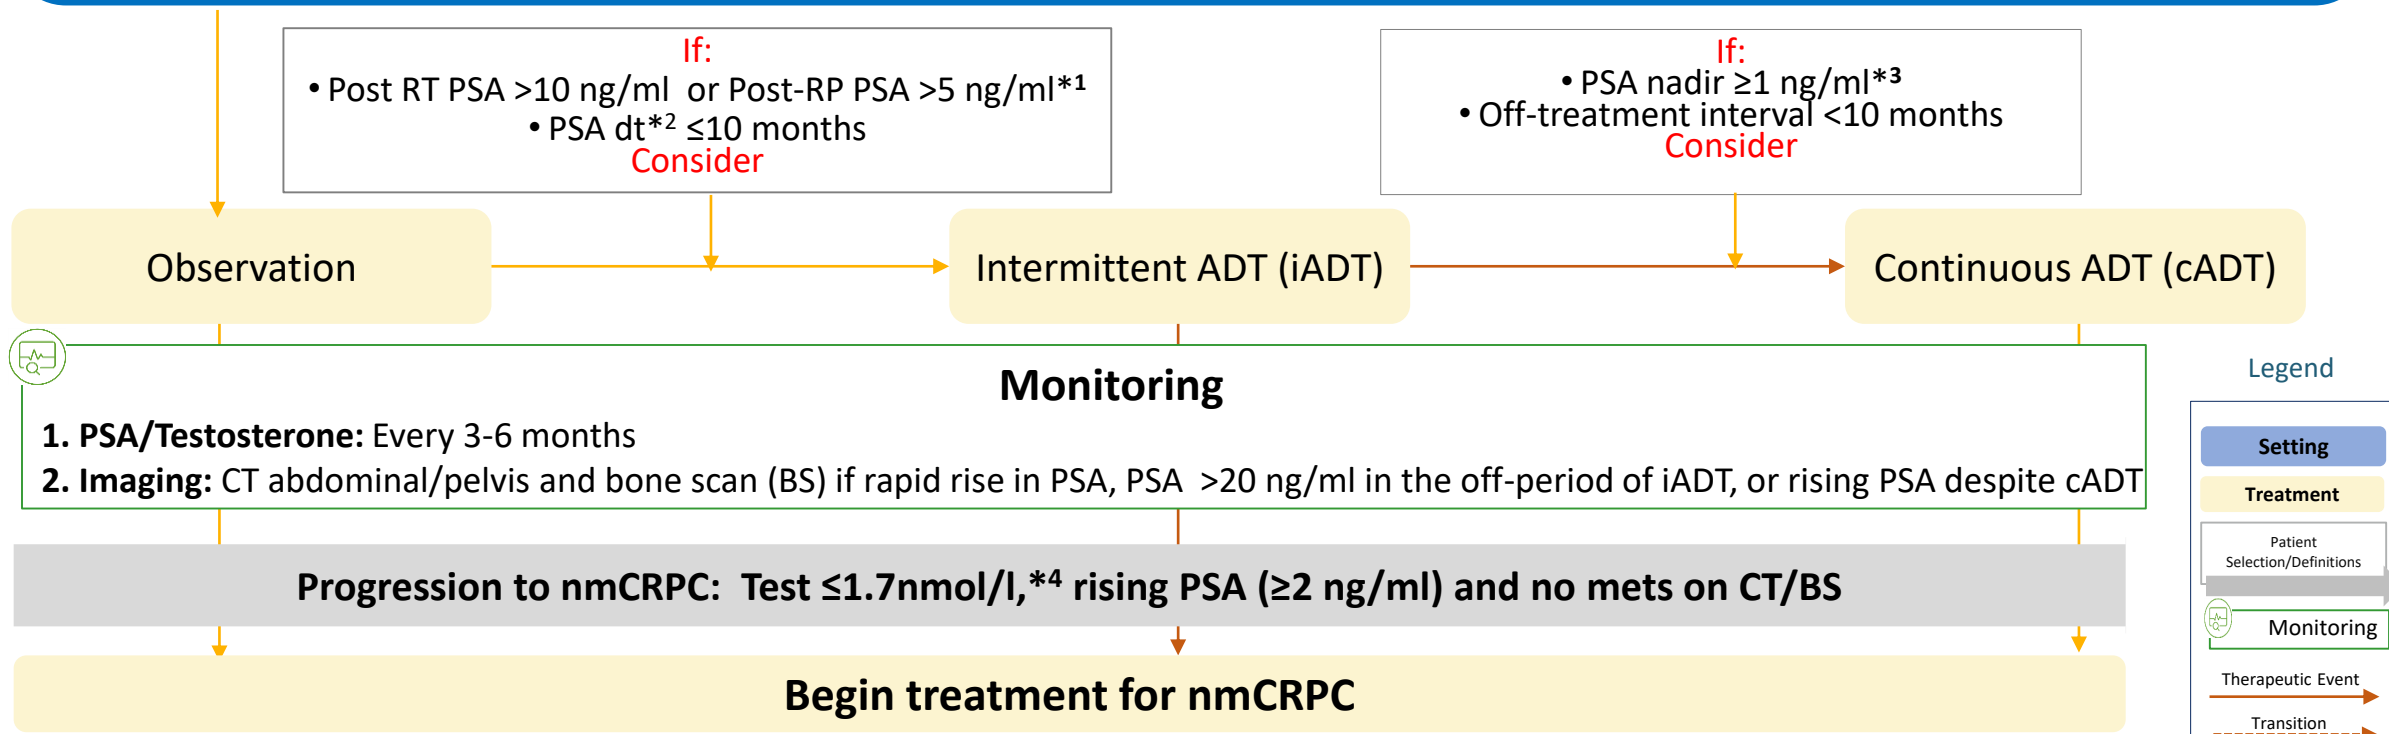 If:
• Post RT PSA >10 ng/ml  or Post-RP PSA >5 ng/ml*1
• PSA dt*2 ≤10 months
Consider
If:
• PSA nadir ≥1 ng/ml*3
• Off-treatment interval <10 months
Consider
Observation
Intermittent ADT (iADT)
Continuous ADT (cADT)
Monitoring
1. PSA/Testosterone: Every 3-6 months
2. Imaging: CT abdominal/pelvis and bone scan (BS) if rapid rise in PSA, PSA  >20 ng/ml in the off-period of iADT, or rising PSA despite cADT
Progression to nmCRPC:  Test ≤1.7nmol/l,*4 rising PSA (≥2 ng/ml) and no mets on CT/BS
Begin treatment for nmCRPC
Legend
Setting
Treatment
Patient
Selection/Definitions
Monitoring
Therapeutic Event
Transition